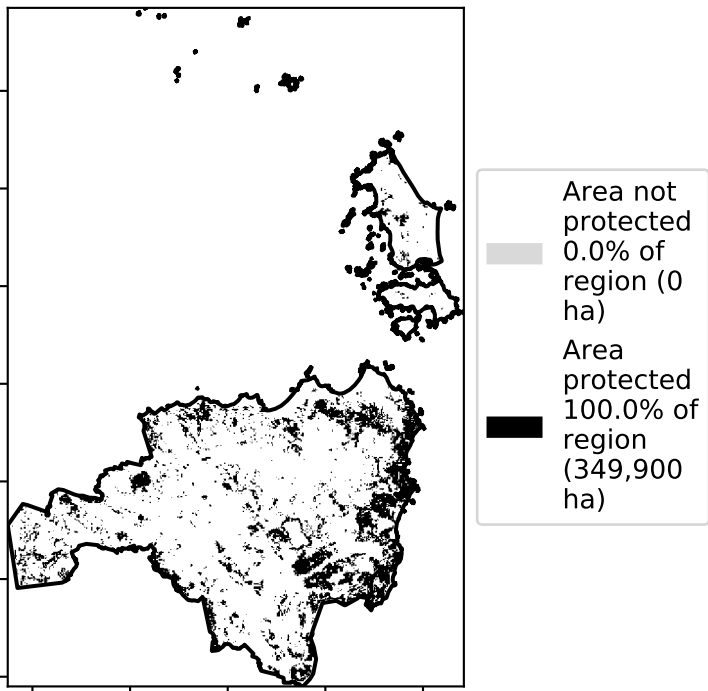 Area not
protected
0.0% of
region (0
ha)
Area
protected
100.0% of
region
(349,900
ha)